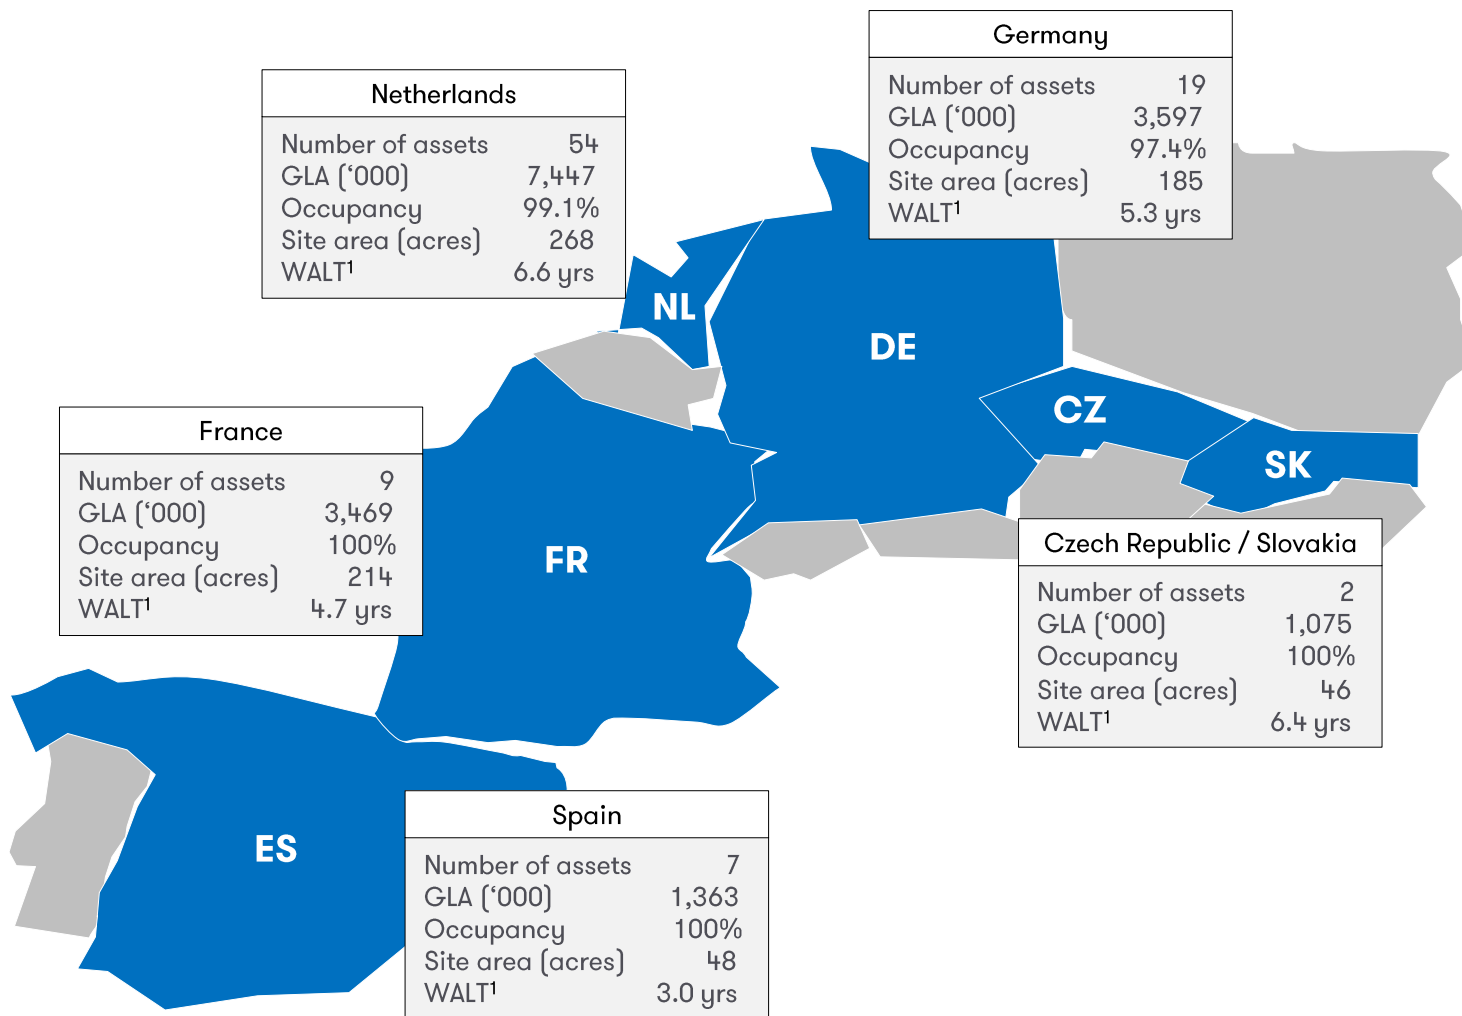 Germany
Number of assets 19
GLA (‘000) 3,597
Occupancy 97.4%
Site area (acres) 185
WALT¹ 5.3 yrs
Netherlands
Number of assets 54
GLA (‘000) 7,447
Occupancy 99.1%
Site area (acres) 268
WALT¹ 6.6 yrs
NL
DE
CZ
SK
France
Number of assets 9
GLA (‘000) 3,469
Occupancy 100%
Site area (acres) 214
WALT¹ 4.7 yrs
FR
Czech Republic / Slovakia
Number of assets 2
GLA (‘000) 1,075
Occupancy 100%
Site area (acres) 46
WALT¹ 6.4 yrs
ES
Spain
Number of assets 7
GLA (‘000) 1,363
Occupancy 100%
Site area (acres) 48
WALT¹ 3.0 yrs